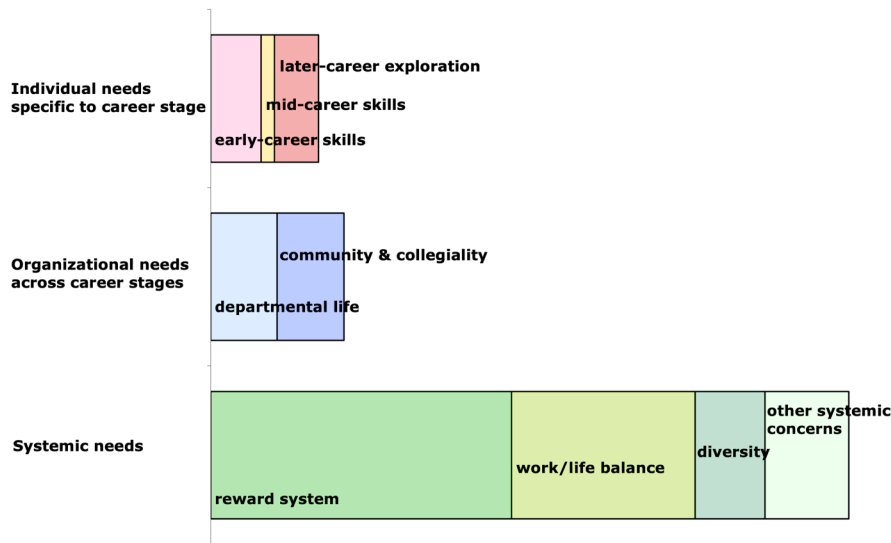 Individual needs
specific to career stage
later-career exploration
mid-career skills
early-career skills
Organizational needs
across career stages
community & collegiality
departmental life
Systemic needs
other systemic
concerns
diversity
work/life balance
reward system